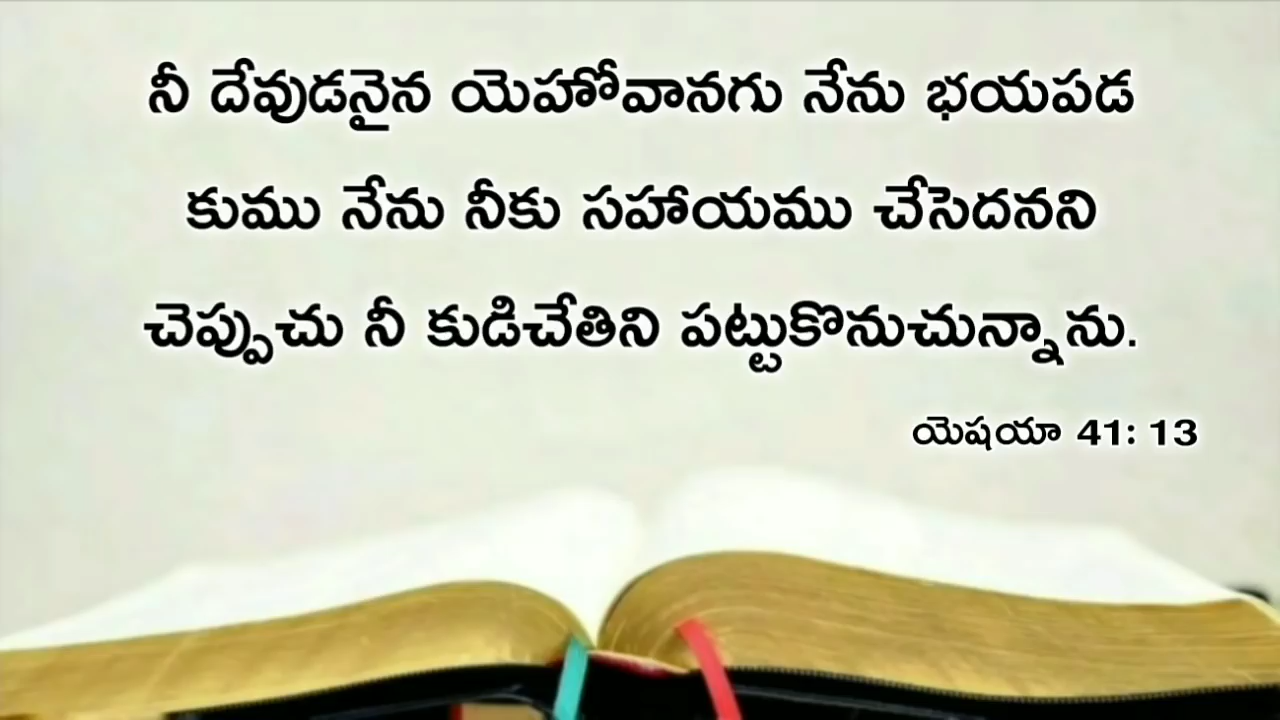 నీ దేవుడనైన యెహోవానగు నేను భయపడ
కుము నేను నీకు సహాయము చేసెదనని
చెప్పుచు నీ కుడిచేతిని పట్టుకొనుచున్నాను.
యెషయా 41: 13